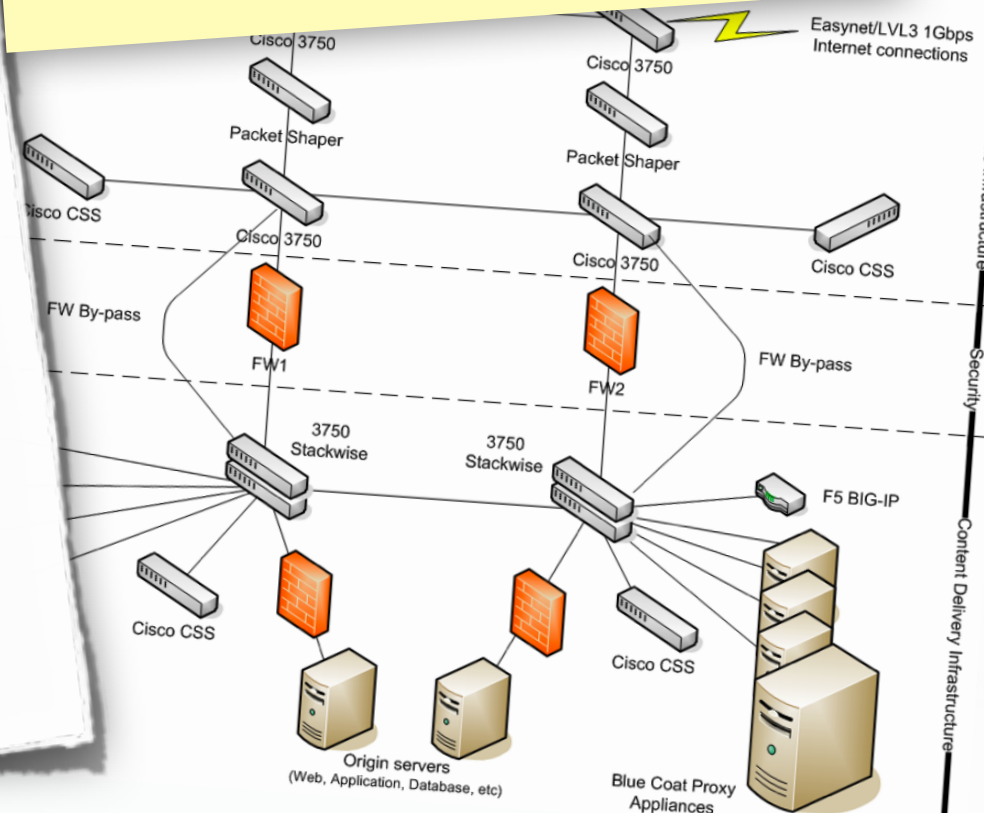 Easynet/LVL3 1Gbps
Internet connections
Cisco 3750
Cisco 3750
Packet Shaper
Packet Shaper
Cisco CSS
Cisco 3750
Cisco 3750
Cisco CSS
FW By-pass
FW1
FW2
FW By-pass
Security
3750
Stackwise
3750
Stackwise
F5 BIG-IP
Cisco CSS
Cisco CSS
Content Delivery Infrastructure
Origin servers
(Web, Application, Database, etc)
Blue Coat Proxy
Appliances